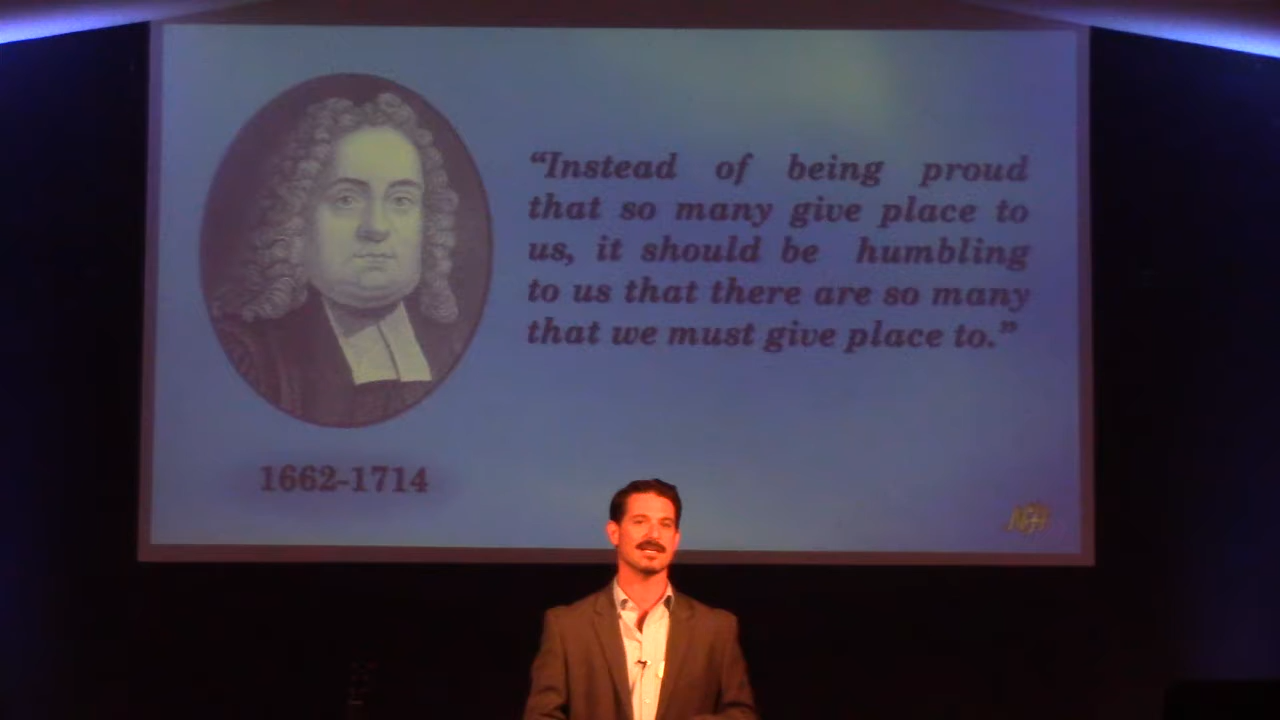 “Instead of being proud
that so many give place to
us, it should be humbling
to us that there are so many
that we must give place to.”
1662-1714